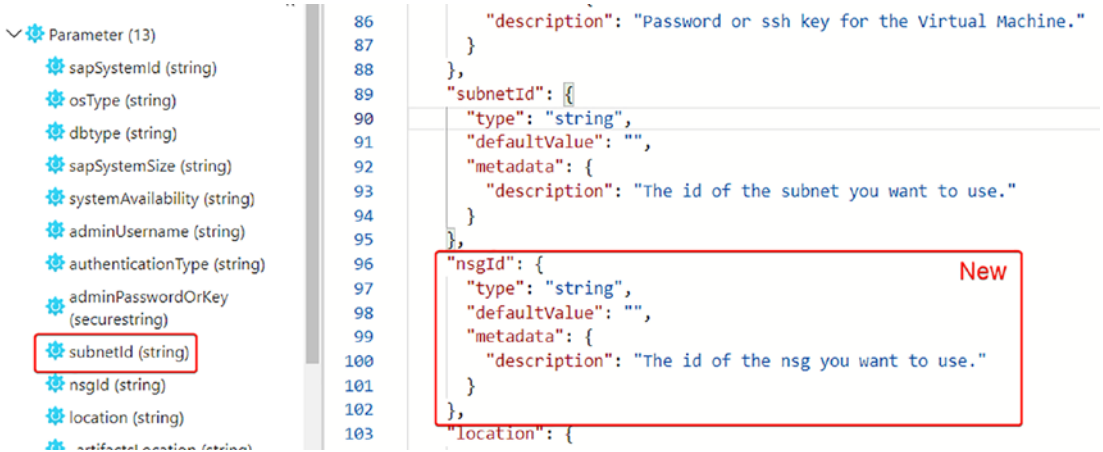 Parameter (13)
sapSystemId (string)
osType (string)
dbtype (string)
sapSystemSize (string)
systemAvailability (string)
adminUsername (string)
authenticationType (string)
adminPasswordOrKey
(securestring)
subnetId (string)
nsgId (string)
location (string)
_artifactsLocation (string)
86 "description": "Password or ssh key for the Virtual Machine."
87 }
88 },
89 "subnetId": {
90 "type": "string",
91 "defaultValue": "",
92 "metadata": {
93 "description": "The id of the subnet you want to use."
94 }
95 },
96 "nsgId": {
New
97 "type": "string",
98 "defaultValue": "",
99 "metadata": {
100 "description": "The id of the nsg you want to use."
101 }
102 },
103 "location": {